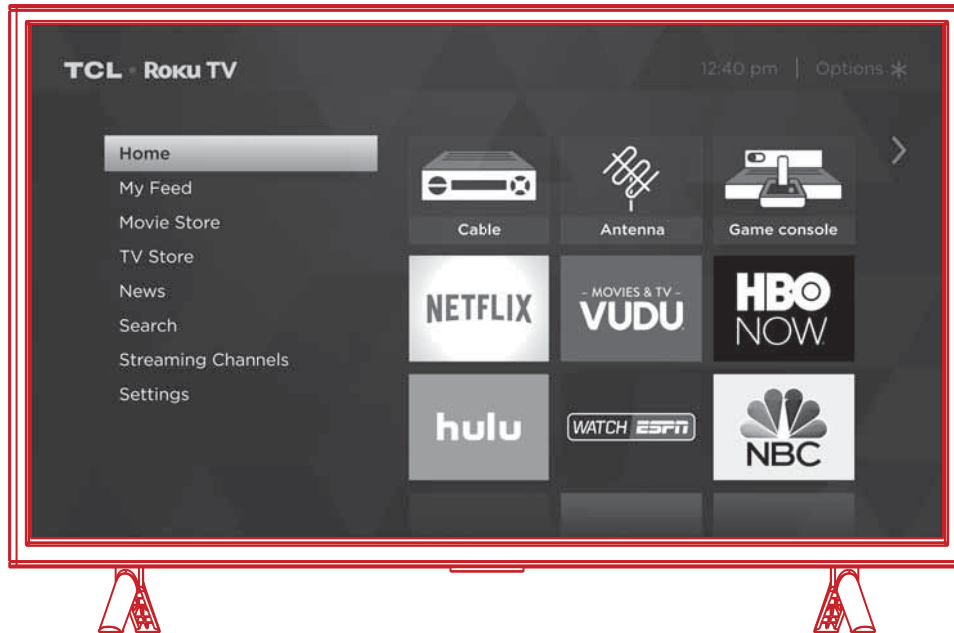 TCL Roku TV
12:40 pm | Options
Home
My Feed
Movie Store
TV Store
News
Search
Streaming Channels
Settings
Cable
Antenna
Game console
NETFLIX
- MOVIES & TV -
VUDU
HBO
NOW
hulu
WATCH ESPN
NBC